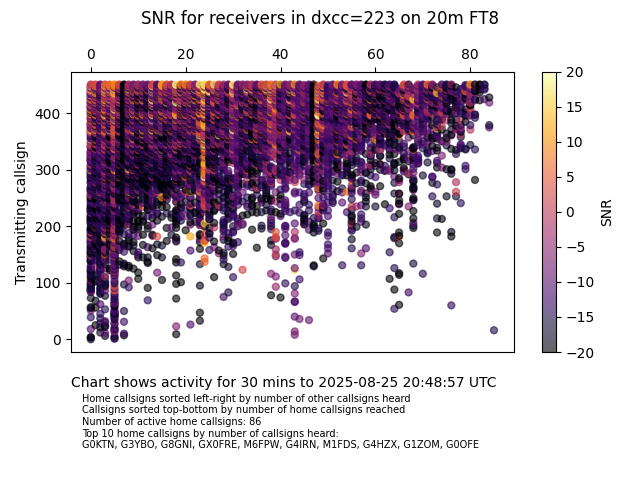 SNR for receivers in dxcc=223 on 20m FT8
0 20 40 60 80
400
300
200
100
0
Transmitting callsign
20
15
10
5
0
−5
−10
−15
−20
SNR
Chart shows activity for 30 mins to 2025-08-25 20:48:57 UTC
Home callsigns sorted left-right by number of other callsigns heard
Callsigns sorted top-bottom by number of home callsigns reached
Number of active home callsigns: 86
Top 10 home callsigns by number of callsigns heard:
G0KTN, G3YBO, G8GNI, GX0FRE, M6FPW, G4IRN, M1FDS, G4HZX, G1ZOM, G0OFE